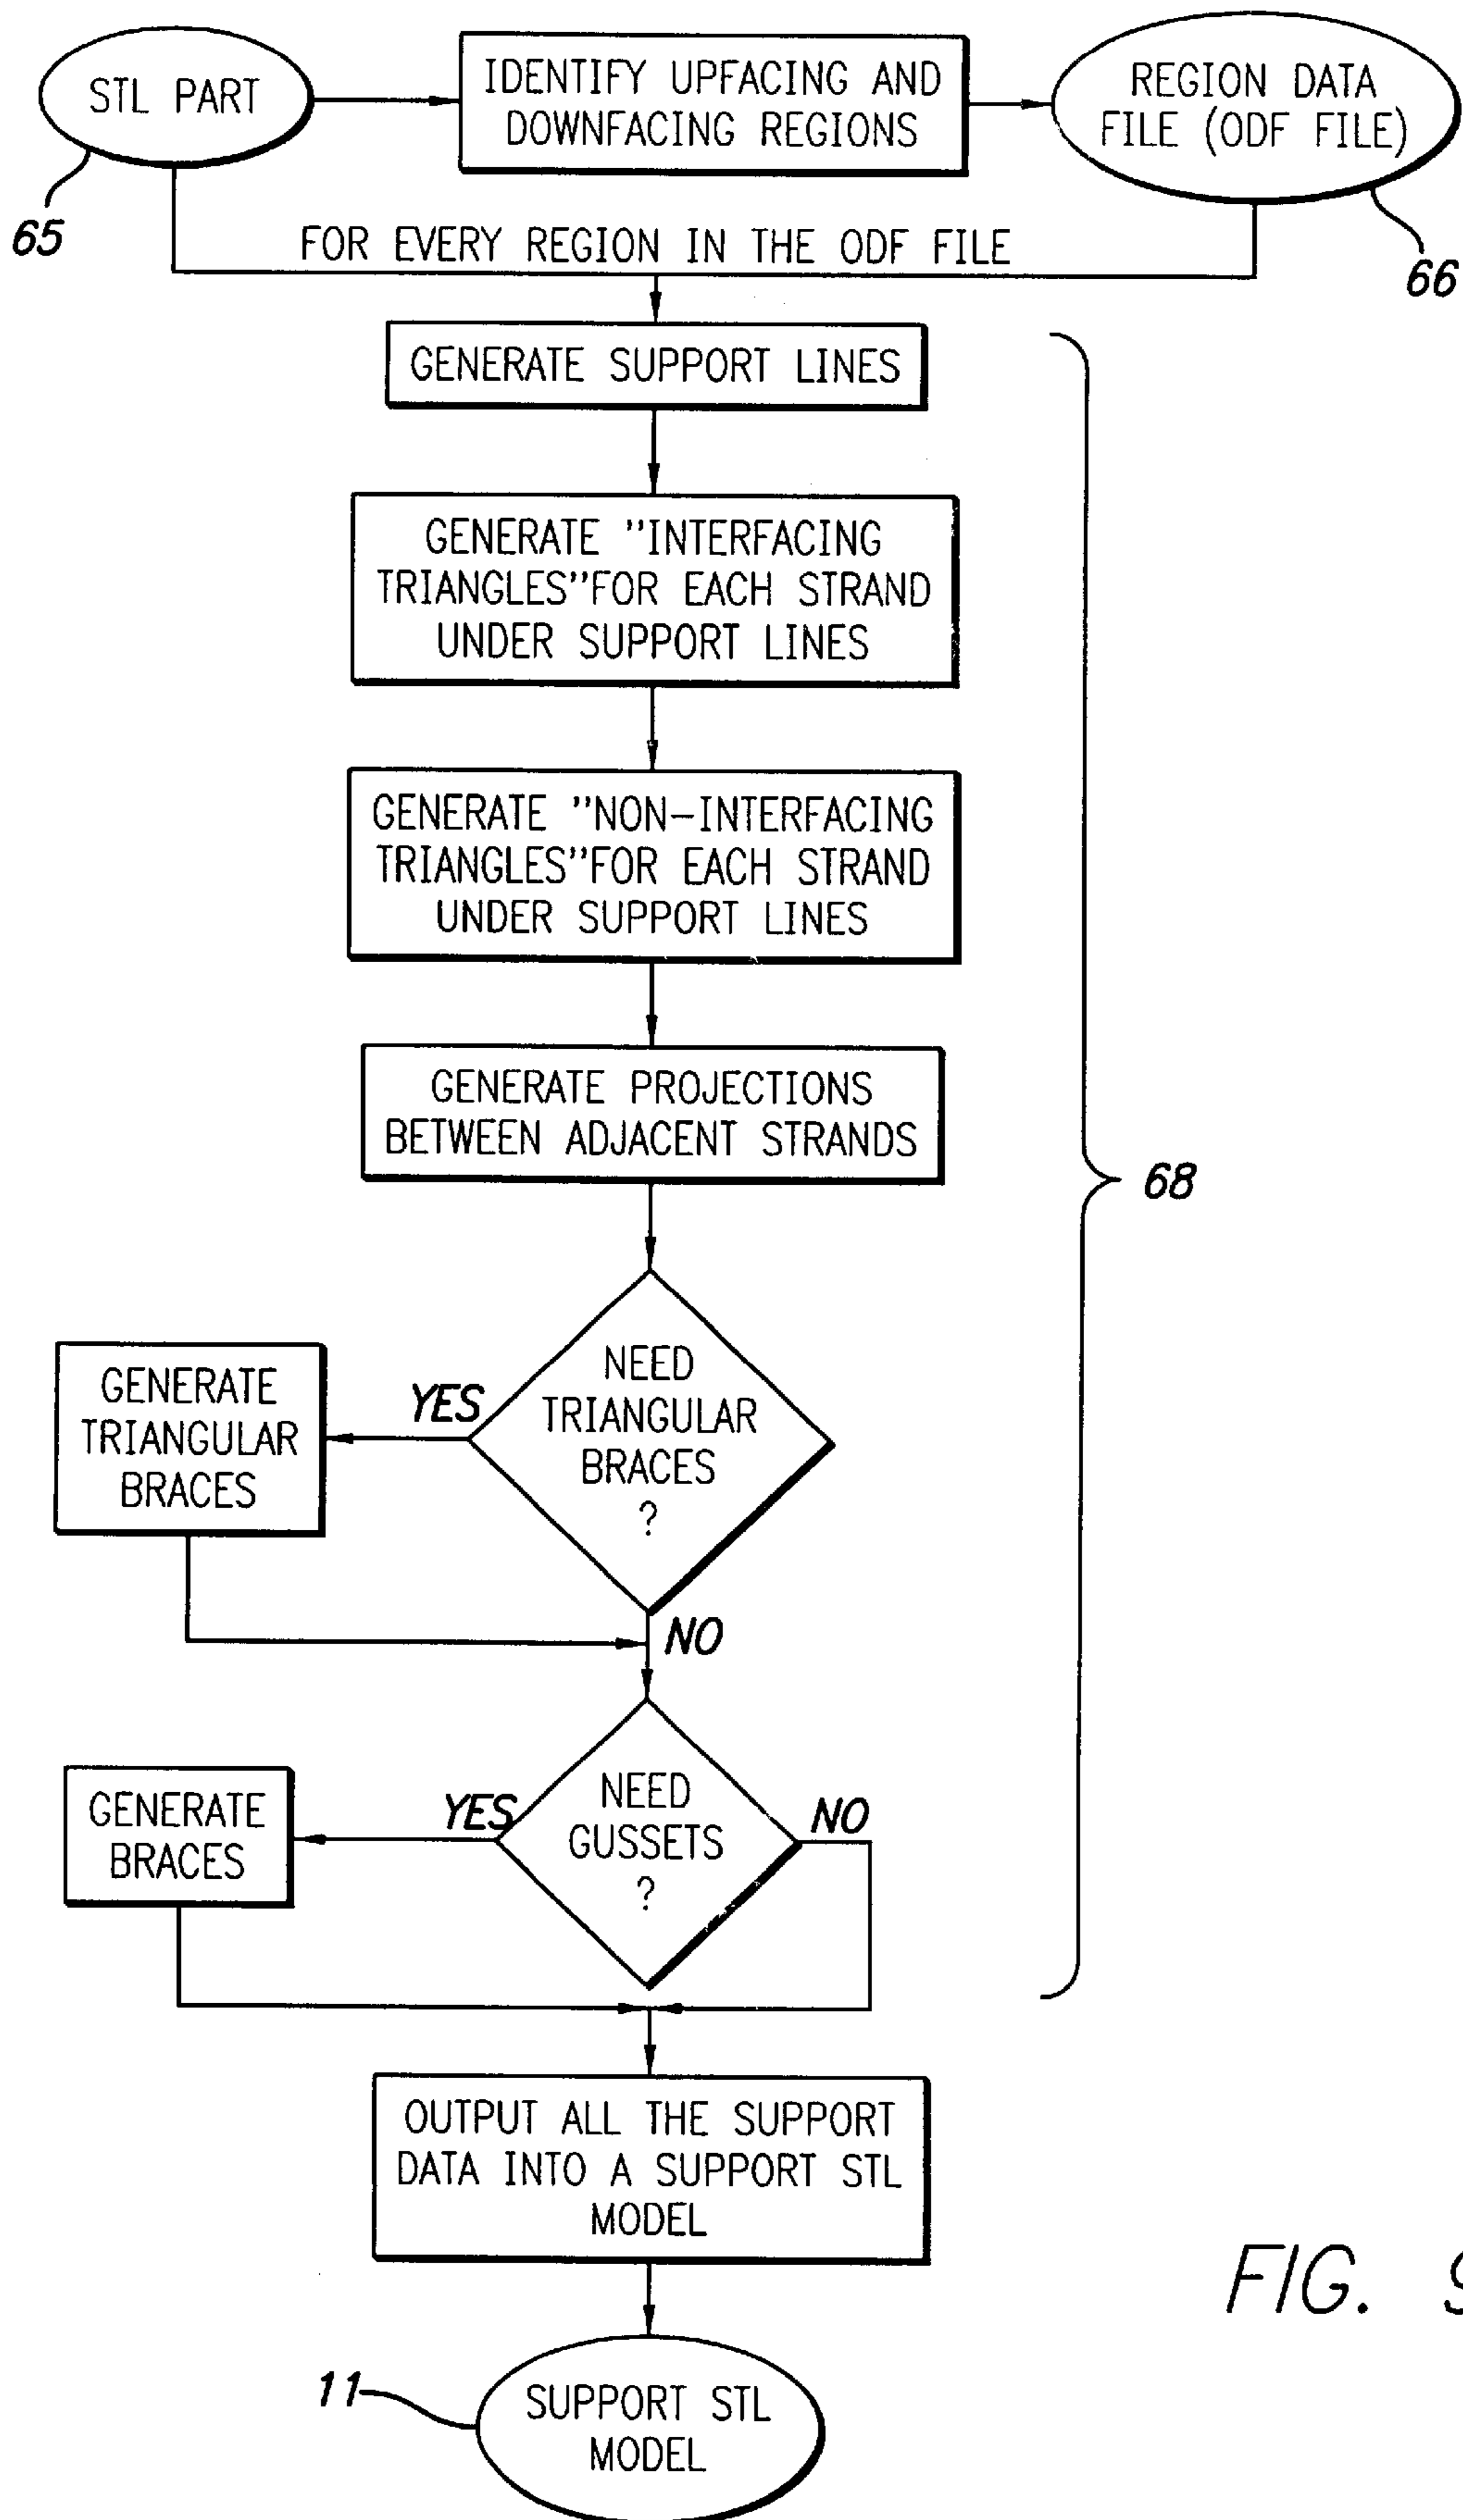 STL PART
IDENTIFY UPFACING AND
DOWNFACING REGIONS
REGION DATA
FILE (ODF FILE)
65
66
FOR EVERY REGION IN THE ODF FILE
GENERATE SUPPORT LINES
GENERATE "INTERFACING
TRIANGLES"FOR EACH STRAND
UNDER SUPPORT LINES
GENERATE "NON-INTERFACING
TRIANGLES"FOR EACH STRAND
UNDER SUPPORT LINES
GENERATE PROJECTIONS
BETWEEN ADJACENT STRANDS
68
NEED
TRIANGULAR
BRACES
?
YES
GENERATE
TRIANGULAR
BRACES
NO
NEED
GUSSETS
?
YES
NO
GENERATE
BRACES
OUTPUT ALL THE SUPPORT
DATA INTO A SUPPORT STL
MODEL
11
SUPPORT STL
MODEL
FIG.